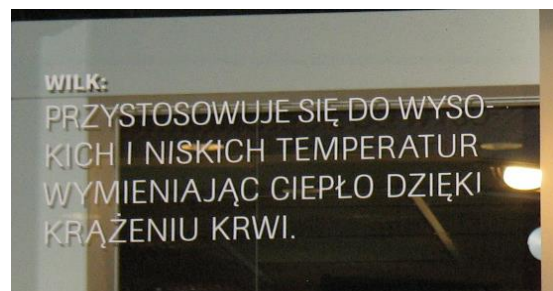 WILK:
PRZYSTOSOWUJE SIĘ DO WYSO-
KICH I NISKICH TEMPERATUR
WYMIENIAJĄC CIEPŁO DZIĘKI
KRĄŻENIU KRWI.